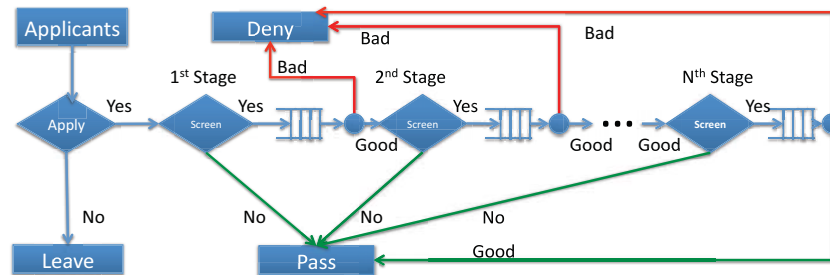 Applicants
Deny
Bad
Bad
Bad
1st Stage
2nd Stage
Nth Stage
Apply
Yes
Screen
Yes
Good
Screen
Yes
Good
Good
Screen
Yes
No
No
No
No
Leave
Pass
Good